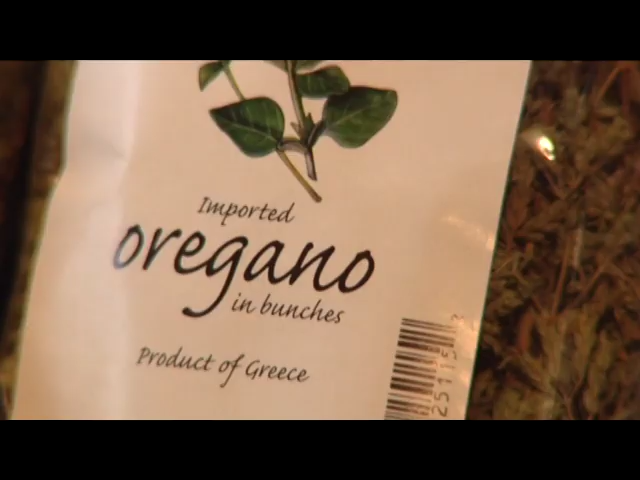 Imported
oregano
in bunches
Product of Greece